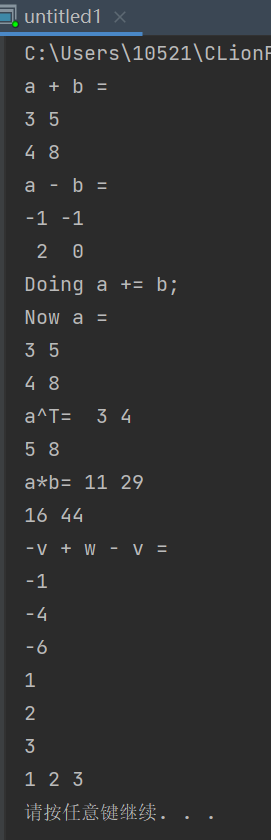 untitled1 ×
C:\Users\10521\CLionF
a + b =
3 5
4 8
a - b =
-1 -1
 2  0
Doing a += b;
Now a =
3 5
4 8
a^T=  3 4
5 8
a*b= 11 29
16 44
-v + w - v =
-1
-4
-6
1
2
3
1 2 3
请按任意键继续. . .